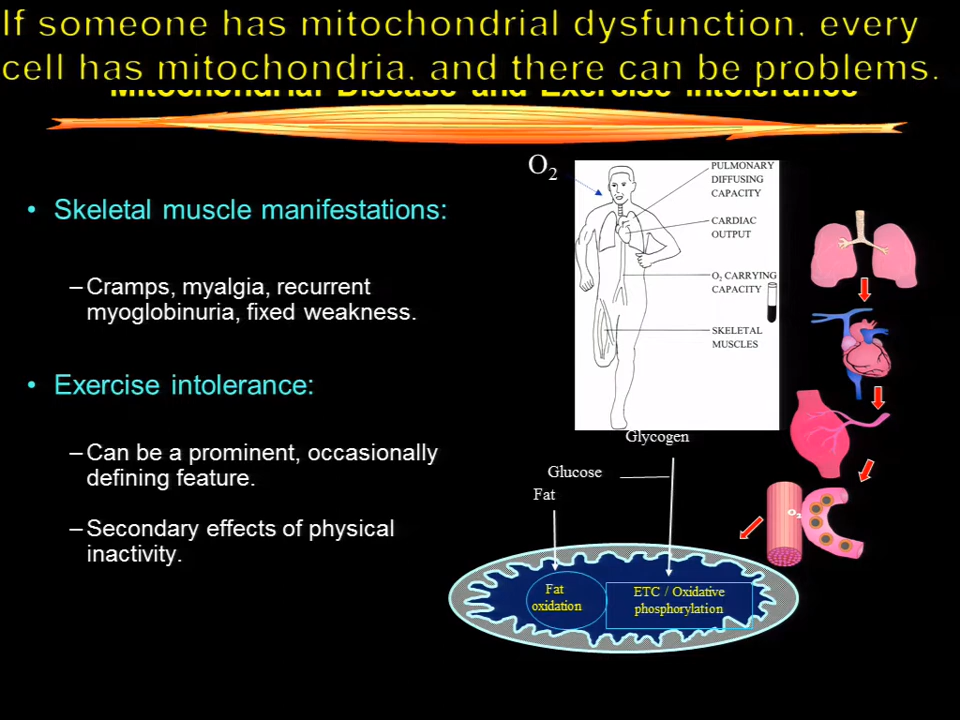 If someone has mitochondrial dysfunction, every
cell has mitochondria, and there can be problems.
Mitochondrial Disease and Exercise Intolerance
• Skeletal muscle manifestations:
–Cramps, myalgia, recurrent
myoglobinuria, fixed weakness.
• Exercise intolerance:
–Can be a prominent, occasionally
defining feature.
–Secondary effects of physical
inactivity.
O2
PULMONARY
DIFFUSING
CAPACITY
CARDIAC
OUTPUT
O2 CARRYING
CAPACITY
SKELETAL
MUSCLES
Glycogen
Glucose
Fat
Fat
oxidation
ETC / Oxidative
phosphorylation
O2